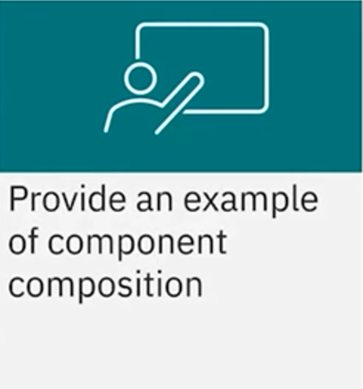 Provide an example
of component
composition